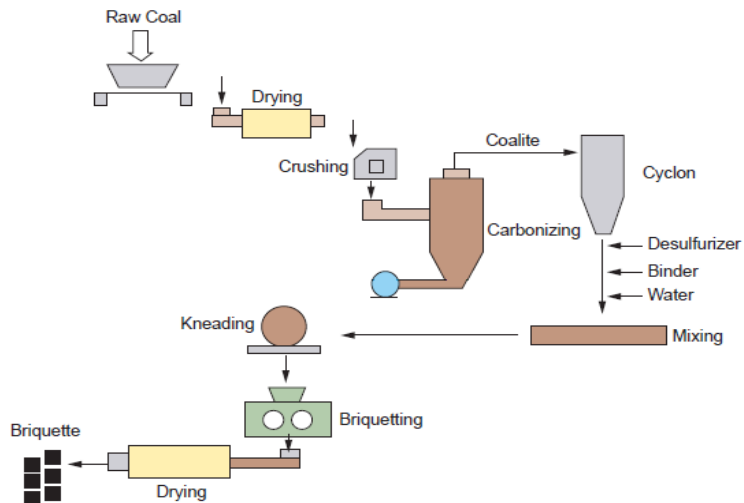 Raw Coal
Drying
Crushing
Coalite
Cyclon
Carbonizing
Desulfurizer
Binder
Water
Mixing
Kneading
Briquetting
Briquette
Drying